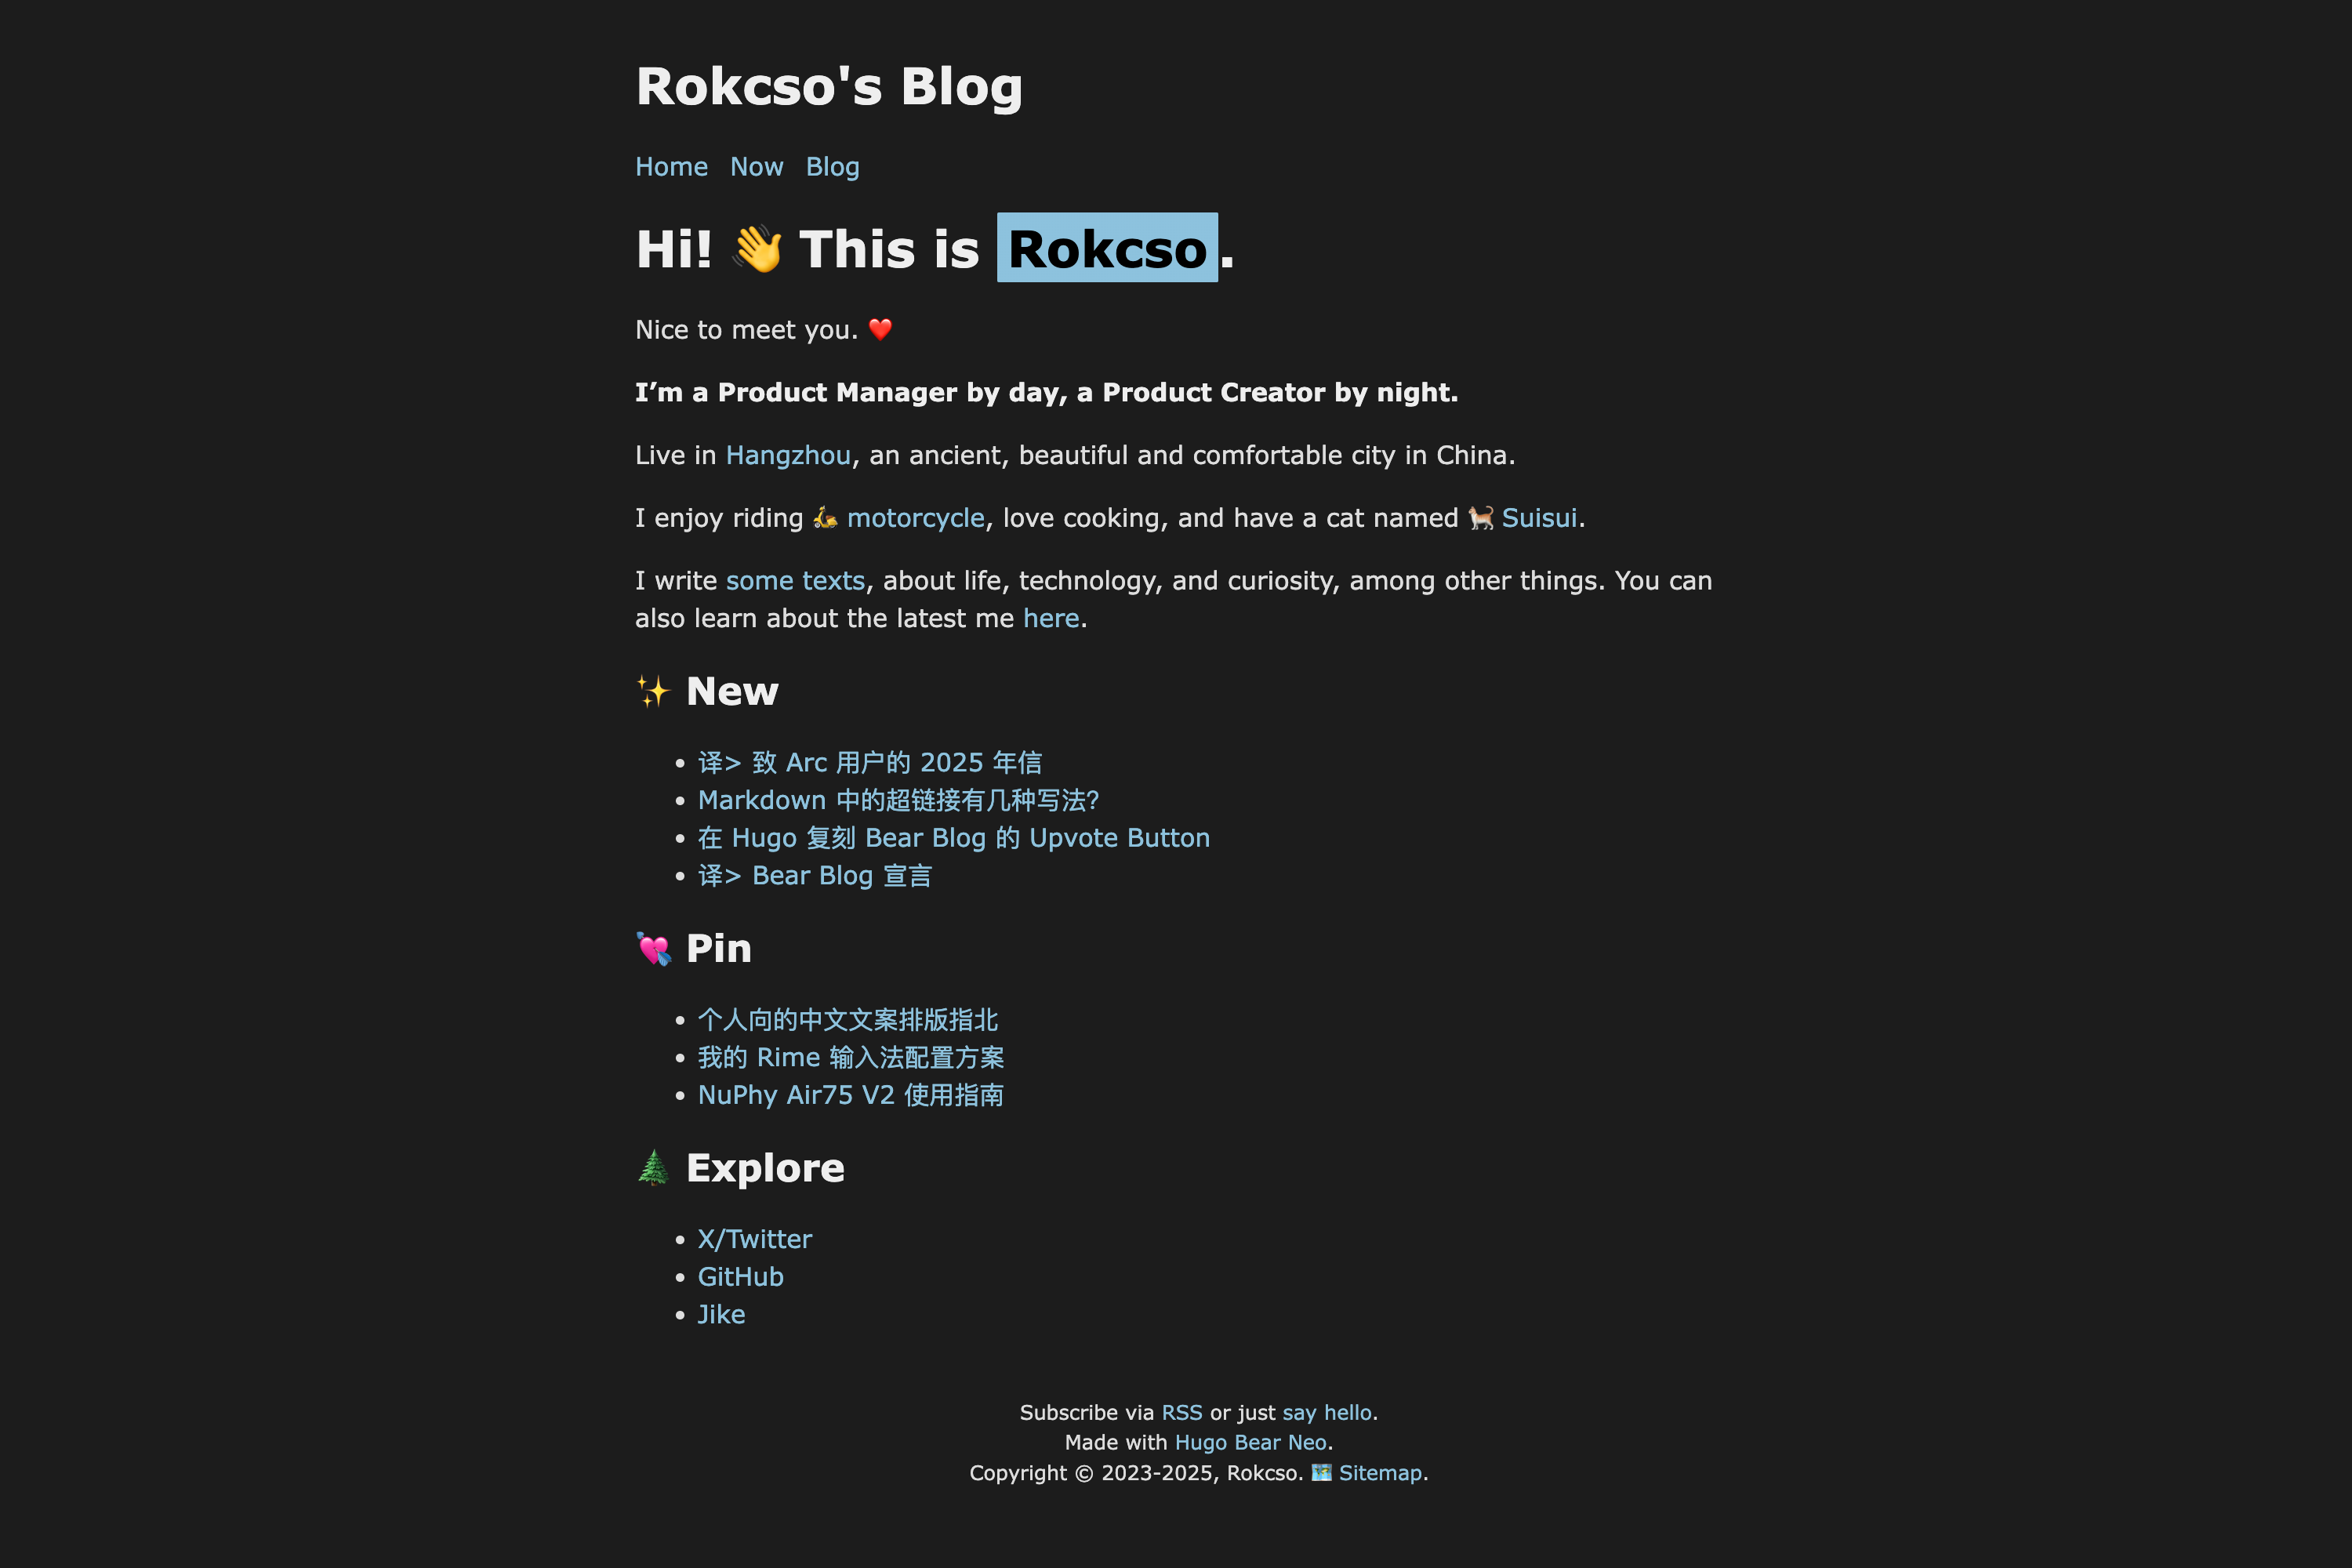 Rokcso's Blog
Home Now Blog
Hi! 👋 This is Rokcso.
Nice to meet you. ❤️
I’m a Product Manager by day, a Product Creator by night.
Live in Hangzhou, an ancient, beautiful and comfortable city in China.
I enjoy riding 🛵 motorcycle, love cooking, and have a cat named 🐈 Suisui.
I write some texts, about life, technology, and curiosity, among other things. You can
also learn about the latest me here.
✨ New
• 译> 致 Arc 用户的 2025 年信
• Markdown 中的超链接有几种写法？
• 在 Hugo 复刻 Bear Blog 的 Upvote Button
• 译> Bear Blog 宣言
💘 Pin
• 个人向的中文文案排版指北
• 我的 Rime 输入法配置方案
• NuPhy Air75 V2 使用指南
🌲 Explore
• X/Twitter
• GitHub
• Jike
Subscribe via RSS or just say hello.
Made with Hugo Bear Neo.
Copyright © 2023-2025, Rokcso. 🗺️ Sitemap.